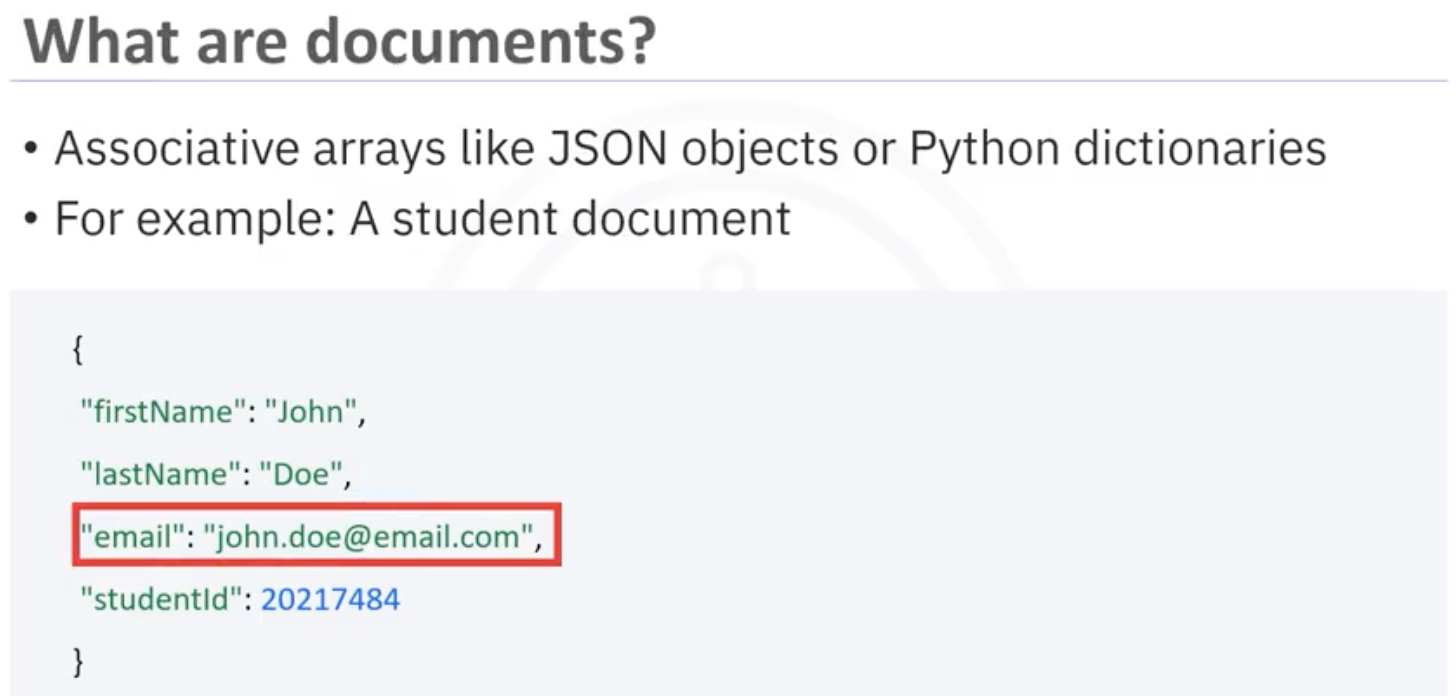 What are documents?
• Associative arrays like JSON objects or Python dictionaries
• For example: A student document
{
"firstName": "John",
"lastName": "Doe",
"email": "john.doe@email.com",
"studentId": 20217484
}